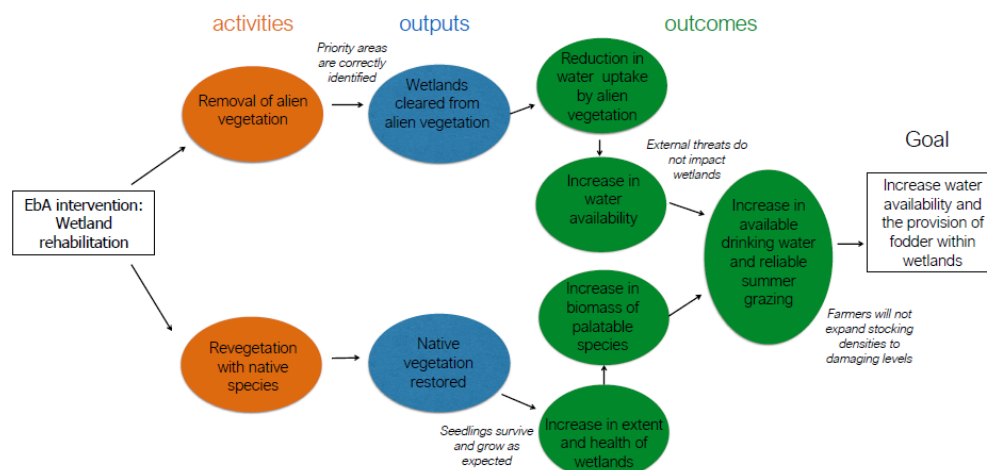 activities
outputs
outcomes
Priority areas
are correctly
identified
Removal of alien
vegetation
Wetlands
cleared from
alien vegetation
Reduction in
water uptake
by alien
vegetation
External threats do
not impact
wetlands
Goal
EbA intervention:
Wetland
rehabilitation
Increase in
water
availability
Increase in
available
drinking water
and reliable
summer
grazing
Increase water
availability and
the provision of
fodder within
wetlands
Increase in
biomass of
palatable
species
Farmers will not
expand stocking
densities to
damaging levels
Revegetation
with native
species
Native
vegetation
restored
Seedlings survive
and grow as
expected
Increase in extent
and health of
wetlands